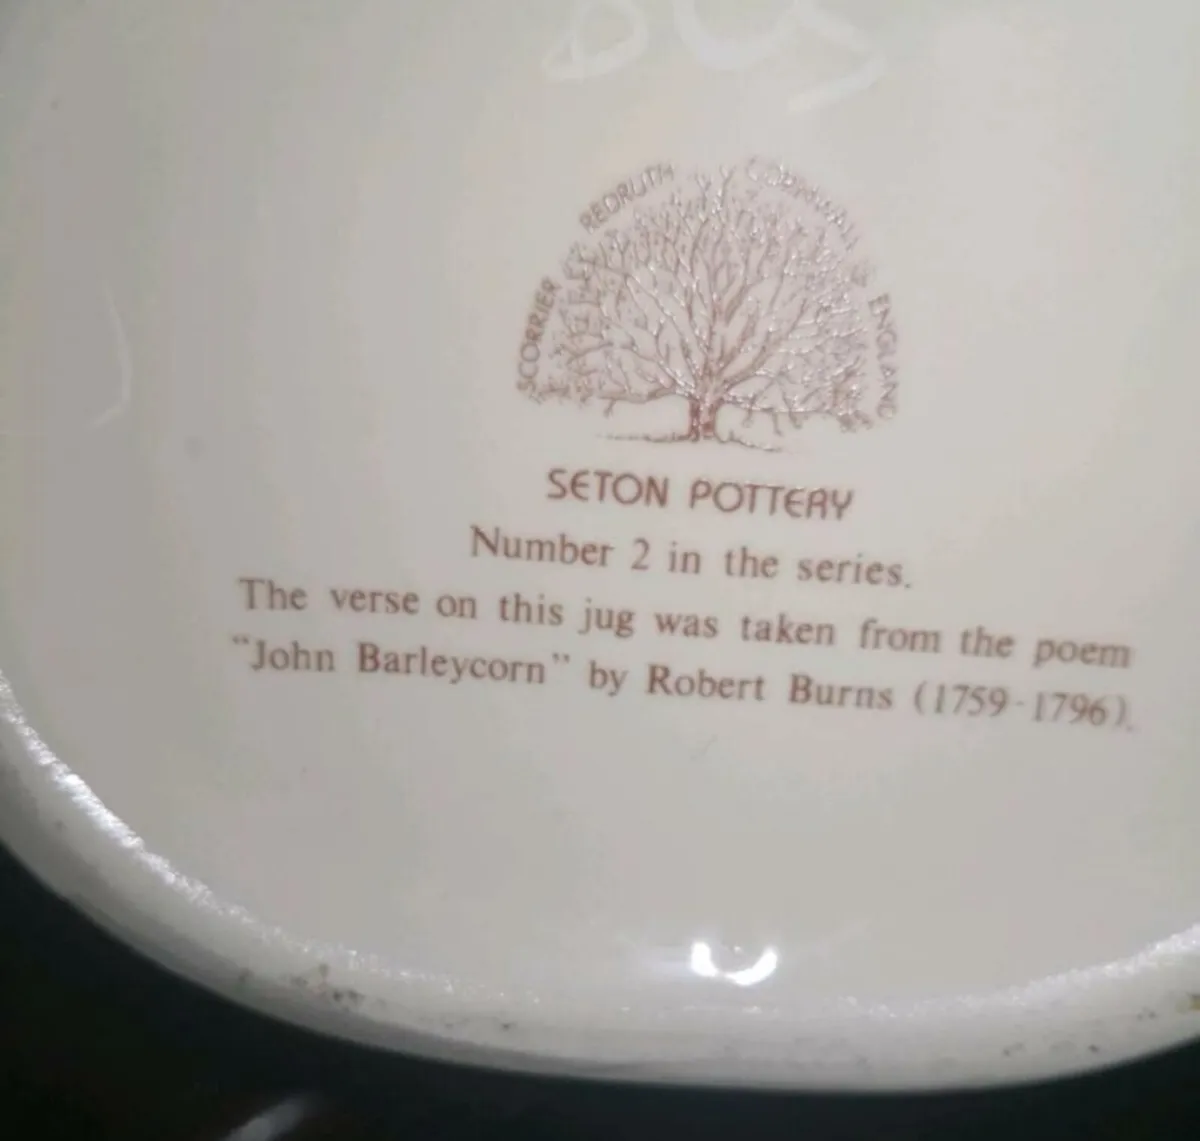 SCORRIER REDRUTH CORNWALL ENGLAND
SETON POTTERY
Number 2 in the series.
The verse on this jug was taken from the poem
“John Barleycorn” by Robert Burns (1759-1796).